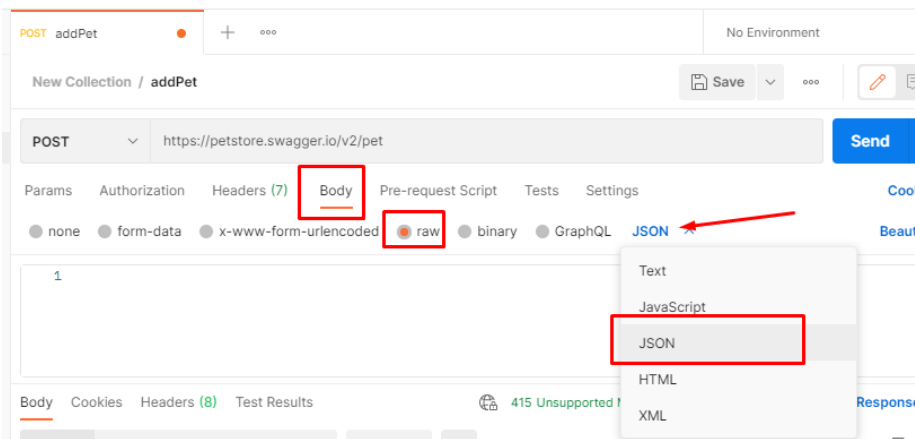 POST addPet No Environment
New Collection / addPet Save
POST https://petstore.swagger.io/v2/pet Send
Params Authorization Headers (7) Body Pre-request Script Tests Settings
none form-data x-www-form-urlencoded raw binary GraphQL JSON
1
Text
JavaScript
JSON
HTML
XML
Body Cookies Headers (8) Test Results 415 Unsupported